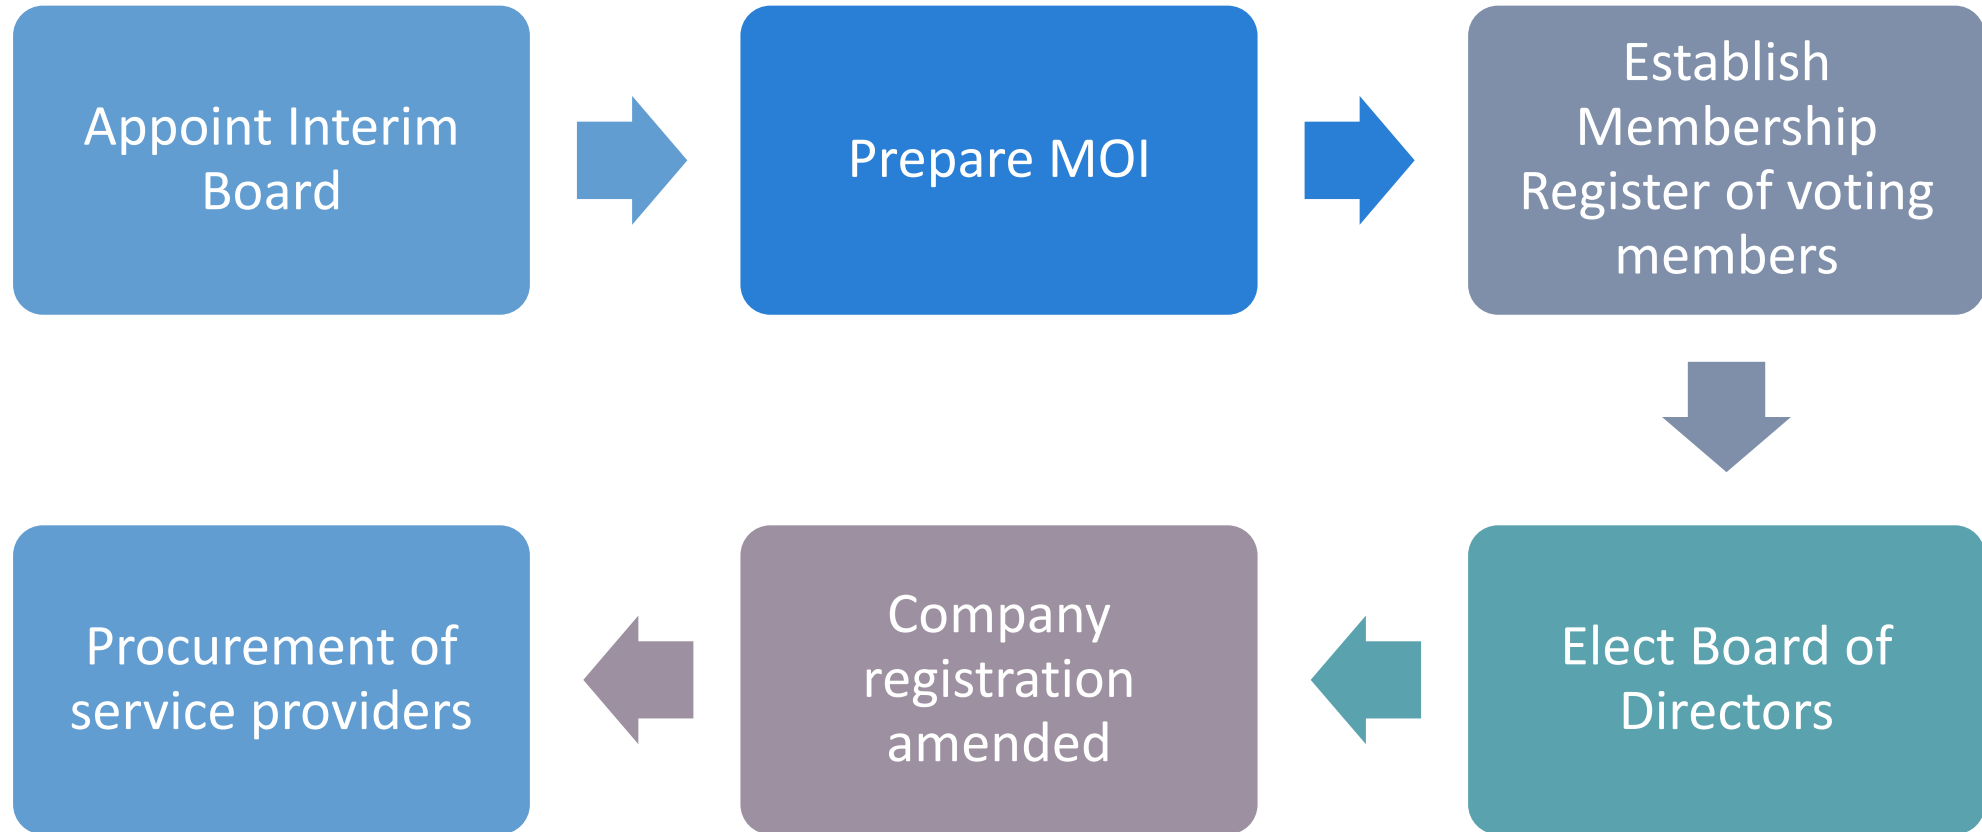 Appoint Interim
Board
Prepare MOI
Establish
Membership
Register of voting
members
Elect Board of
Directors
Company
registration
amended
Procurement of
service providers